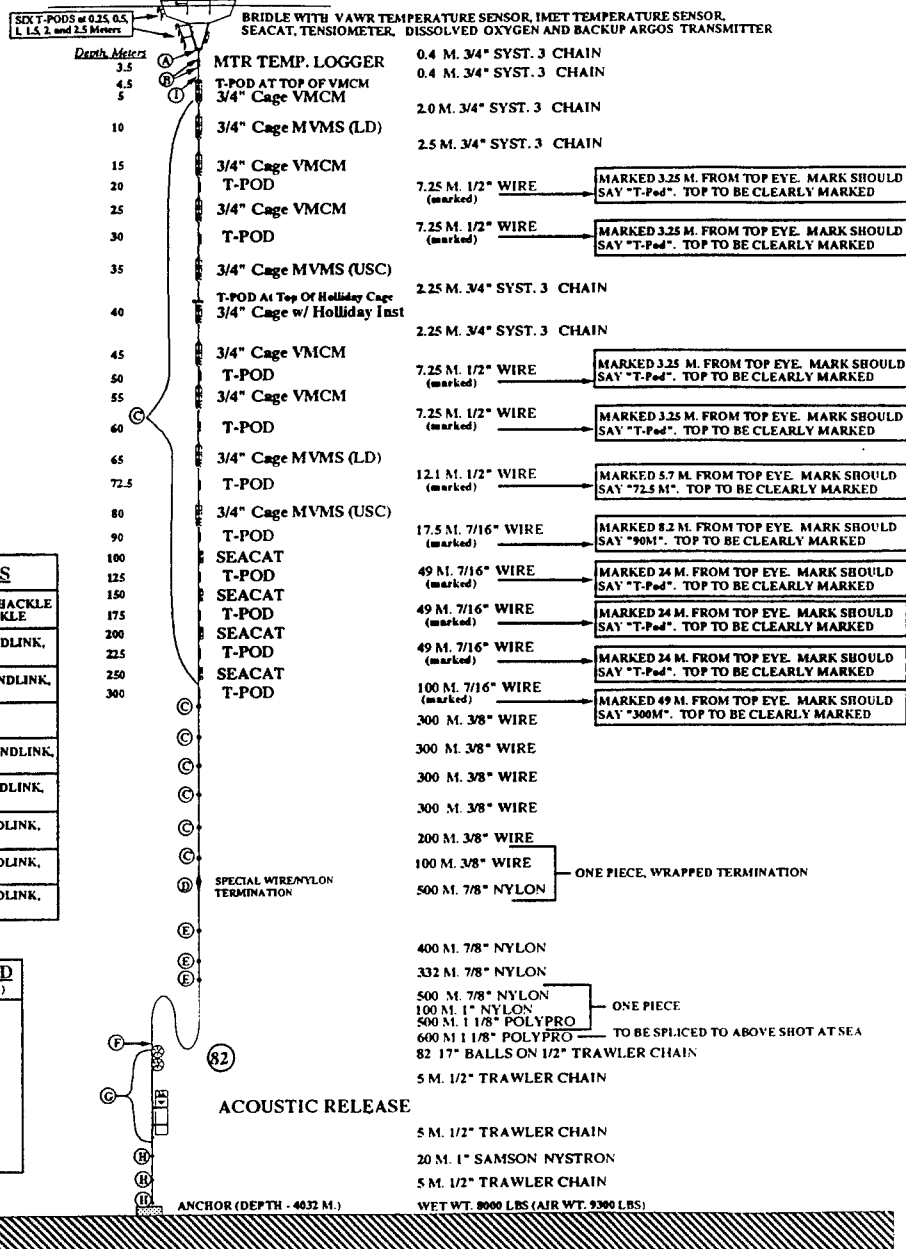 SIX T-PODS at 0.25, 0.5,
1, 1.5, 2, and 2.5 Meters
BRIDLE WITH VAWR TEMPERATURE SENSOR, IMET TEMPERATURE SENSOR,
SEACAT, TENSIOMETER, DISSOLVED OXYGEN AND BACKUP ARGOS TRANSMITTER
Depth, Meters
A
0.4 M. 3/4" SYST. 3 CHAIN
3.5 B MTR TEMP. LOGGER
0.4 M. 3/4" SYST. 3 CHAIN
4.5 T-POD AT TOP OF VMCM
5 I 3/4" Cage VMCM
2.0 M. 3/4" SYST. 3 CHAIN
10 3/4" Cage MVMS (LD)
2.5 M. 3/4" SYST. 3 CHAIN
15 3/4" Cage VMCM
20 T-POD 7.25 M. 1/2" WIRE
(marked)
MARKED 3.25 M. FROM TOP EYE. MARK SHOULD
SAY "T-Pod". TOP TO BE CLEARLY MARKED
25 3/4" Cage VMCM
30 T-POD 7.25 M. 1/2" WIRE
(marked)
MARKED 3.25 M. FROM TOP EYE. MARK SHOULD
SAY "T-Pod". TOP TO BE CLEARLY MARKED
35 3/4" Cage MVMS (USC)
2.25 M. 3/4" SYST. 3 CHAIN
T-POD At Top Of Holliday Cage
40 3/4" Cage w/ Holliday Inst
2.25 M. 3/4" SYST. 3 CHAIN
45 3/4" Cage VMCM
50 T-POD 7.25 M. 1/2" WIRE
(marked)
MARKED 3.25 M. FROM TOP EYE. MARK SHOULD
SAY "T-Pod". TOP TO BE CLEARLY MARKED
55 3/4" Cage VMCM
C
60 T-POD 7.25 M. 1/2" WIRE
(marked)
MARKED 3.25 M. FROM TOP EYE. MARK SHOULD
SAY "T-Pod". TOP TO BE CLEARLY MARKED
65 3/4" Cage MVMS (LD)
72.5 T-POD 12.1 M. 1/2" WIRE
(marked)
MARKED 5.7 M. FROM TOP EYE. MARK SHOULD
SAY "72.5 M". TOP TO BE CLEARLY MARKED
80 3/4" Cage MVMS (USC)
90 T-POD 17.5 M. 7/16" WIRE
(marked)
MARKED 8.2 M. FROM TOP EYE. MARK SHOULD
SAY "90M". TOP TO BE CLEARLY MARKED
100 SEACAT
125 T-POD 49 M. 7/16" WIRE
(marked)
MARKED 24 M. FROM TOP EYE. MARK SHOULD
SAY "T-Pod". TOP TO BE CLEARLY MARKED
150 SEACAT
175 T-POD 49 M. 7/16" WIRE
(marked)
MARKED 24 M. FROM TOP EYE. MARK SHOULD
SAY "T-Pod". TOP TO BE CLEARLY MARKED
200 SEACAT
225 T-POD 49 M. 7/16" WIRE
(marked)
MARKED 24 M. FROM TOP EYE. MARK SHOULD
SAY "T-Pod". TOP TO BE CLEARLY MARKED
250 SEACAT
300 T-POD 100 M. 7/16" WIRE
(marked)
MARKED 49 M. FROM TOP EYE. MARK SHOULD
SAY "300M". TOP TO BE CLEARLY MARKED
C
300 M. 3/8" WIRE
C
300 M. 3/8" WIRE
C
300 M. 3/8" WIRE
C
300 M. 3/8" WIRE
C
200 M. 3/8" WIRE
C
100 M. 3/8" WIRE
ONE PIECE, WRAPPED TERMINATION
D SPECIAL WIRE/NYLON
TERMINATION
500 M. 7/8" NYLON
E
400 M. 7/8" NYLON
E
332 M. 7/8" NYLON
E
500 M. 7/8" NYLON
100 M. 1" NYLON ONE PIECE
500 M. 1 1/8" POLYPRO
600 M 1 1/8" POLYPRO TO BE SPLICED TO ABOVE SHOT AT SEA
F
82
82 17" BALLS ON 1/2" TRAWLER CHAIN
5 M. 1/2" TRAWLER CHAIN
G
ACOUSTIC RELEASE
5 M. 1/2" TRAWLER CHAIN
H
20 M. 1" SAMSON NYSTRON
H
5 M. 1/2" TRAWLER CHAIN
H
ANCHOR (DEPTH - 4032 M.) WET WT. 8000 LBS (AIR WT. 9300 LBS)
S
HACKLE
KLE
DLINK,
NDLINK,
NDLINK,
DLINK,
DLINK,
DLINK,
DLINK,
D
)